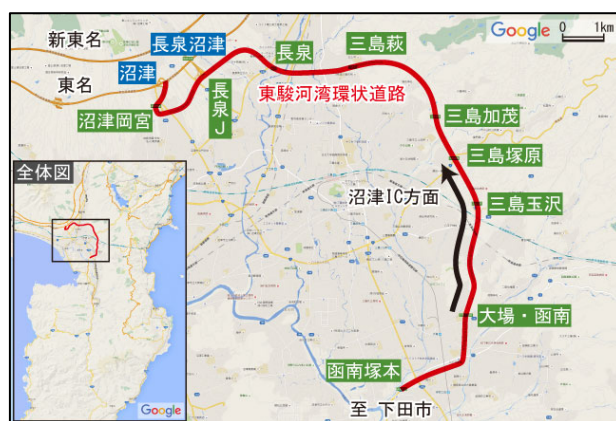 新東名
長泉沼津
長泉
三島萩
Google
0 1km
沼津
東名
東駿河湾環状道路
沼津岡宮
長泉J
三島加茂
三島塚原
全体図
沼津IC方面
三島玉沢
大場・函南
函南塚本
至 下田市
Google